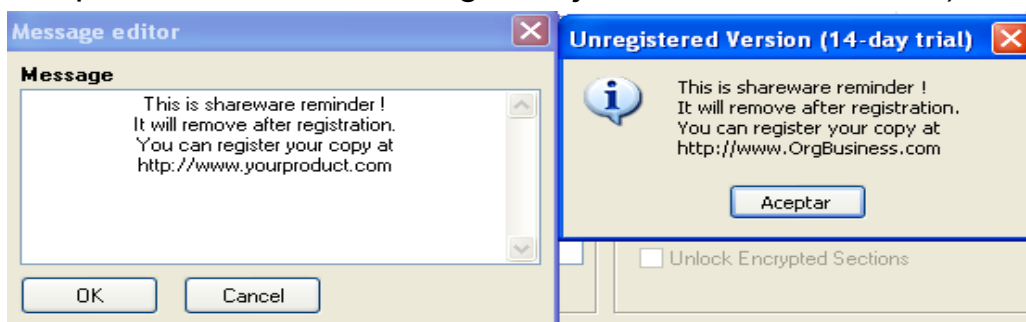 Message editor
Message
This is shareware reminder !
It will remove after registration.
You can register your copy at
http://www.yourproduct.com
OK
Cancel
Unregistered Version (14-day trial)
This is shareware reminder !
It will remove after registration.
You can register your copy at
http://www.OrgBusiness.com
Aceptar
Unlock Encrypted Sections